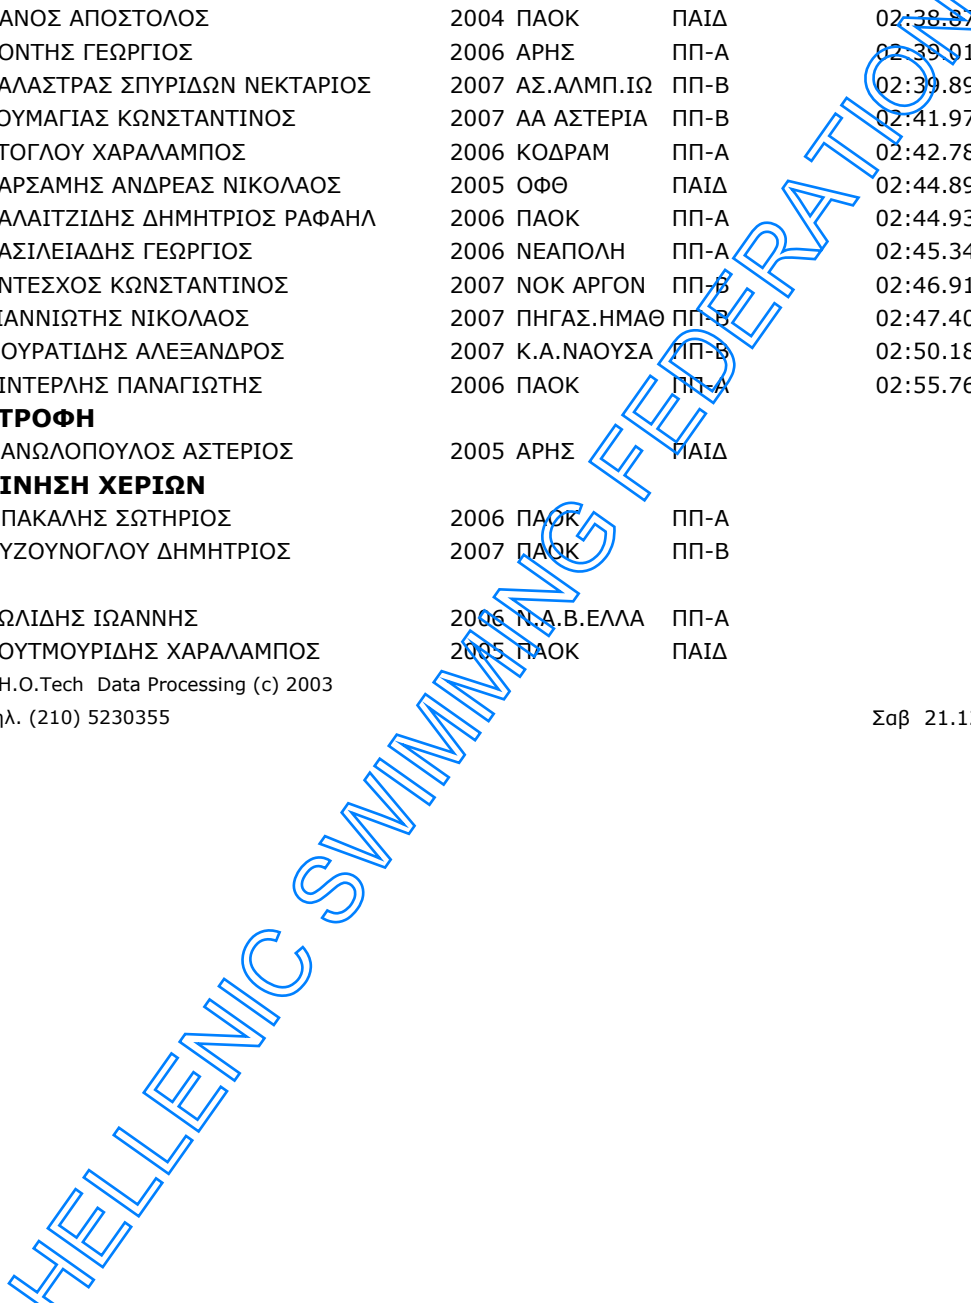 ΑΝΟΣ ΑΠΟΣΤΟΛΟΣ 2004 ΠΑΟΚ ΠΑΙΔ 02:38.87
ΟΝΤΗΣ ΓΕΩΡΓΙΟΣ 2006 ΑΡΗΣ ΠΠ-Α 02:39.01
ΑΛΑΣΤΡΑΣ ΣΠΥΡΙΔΩΝ ΝΕΚΤΑΡΙΟΣ 2007 ΑΣ.ΑΛΜΠ.ΙΩ ΠΠ-Β 02:39.89
ΟΥΜΑΓΙΑΣ ΚΩΝΣΤΑΝΤΙΝΟΣ 2007 ΑΑ ΑΣΤΕΡΙΑ ΠΠ-Β 02:41.97
ΤΟΓΛΟΥ ΧΑΡΑΛΑΜΠΟΣ 2006 ΚΟΔΡΑΜ ΠΠ-Α 02:42.78
ΑΡΣΑΜΗΣ ΑΝΔΡΕΑΣ ΝΙΚΟΛΑΟΣ 2005 ΟΦΘ ΠΑΙΔ 02:44.89
ΑΛΑΙΤΖΙΔΗΣ ΔΗΜΗΤΡΙΟΣ ΡΑΦΑΗΛ 2006 ΠΑΟΚ ΠΠ-Α 02:44.93
ΑΣΙΛΕΙΑΔΗΣ ΓΕΩΡΓΙΟΣ 2006 ΝΕΑΠΟΛΗ ΠΠ-Α 02:45.34
ΝΤΕΣΧΟΣ ΚΩΝΣΤΑΝΤΙΝΟΣ 2007 ΝΟΚ ΑΡΓΟΝ ΠΠ-Β 02:46.91
ΙΑΝΝΙΩΤΗΣ ΝΙΚΟΛΑΟΣ 2007 ΠΗΓΑΣ.ΗΜΑΘ ΠΠ-Β 02:47.40
ΟΥΡΑΤΙΔΗΣ ΑΛΕΞΑΝΔΡΟΣ 2007 Κ.Α.ΝΑΟΥΣΑ ΠΠ-Β 02:50.18
ΙΝΤΕΡΛΗΣ ΠΑΝΑΓΙΩΤΗΣ 2006 ΠΑΟΚ ΠΠ-Α 02:55.76
ΤΡΟΦΗ
ΑΝΩΛΟΠΟΥΛΟΣ ΑΣΤΕΡΙΟΣ 2005 ΑΡΗΣ ΠΑΙΔ
ΙΝΗΣΗ ΧΕΡΙΩΝ
ΠΑΚΑΛΗΣ ΣΩΤΗΡΙΟΣ 2006 ΠΑΟΚ ΠΠ-Α
ΥΖΟΥΝΟΓΛΟΥ ΔΗΜΗΤΡΙΟΣ 2007 ΠΑΟΚ ΠΠ-Β
ΩΛΙΔΗΣ ΙΩΑΝΝΗΣ 2006 Ν.Α.Β.ΕΛΛΑ ΠΠ-Α
ΟΥΤΜΟΥΡΙΔΗΣ ΧΑΡΑΛΑΜΠΟΣ 2005 ΠΑΟΚ ΠΑΙΔ
H.O.Tech Data Processing (c) 2003
ηλ. (210) 5230355 Σαβ 21.12
HELLENIC SWIMMING FEDERATION